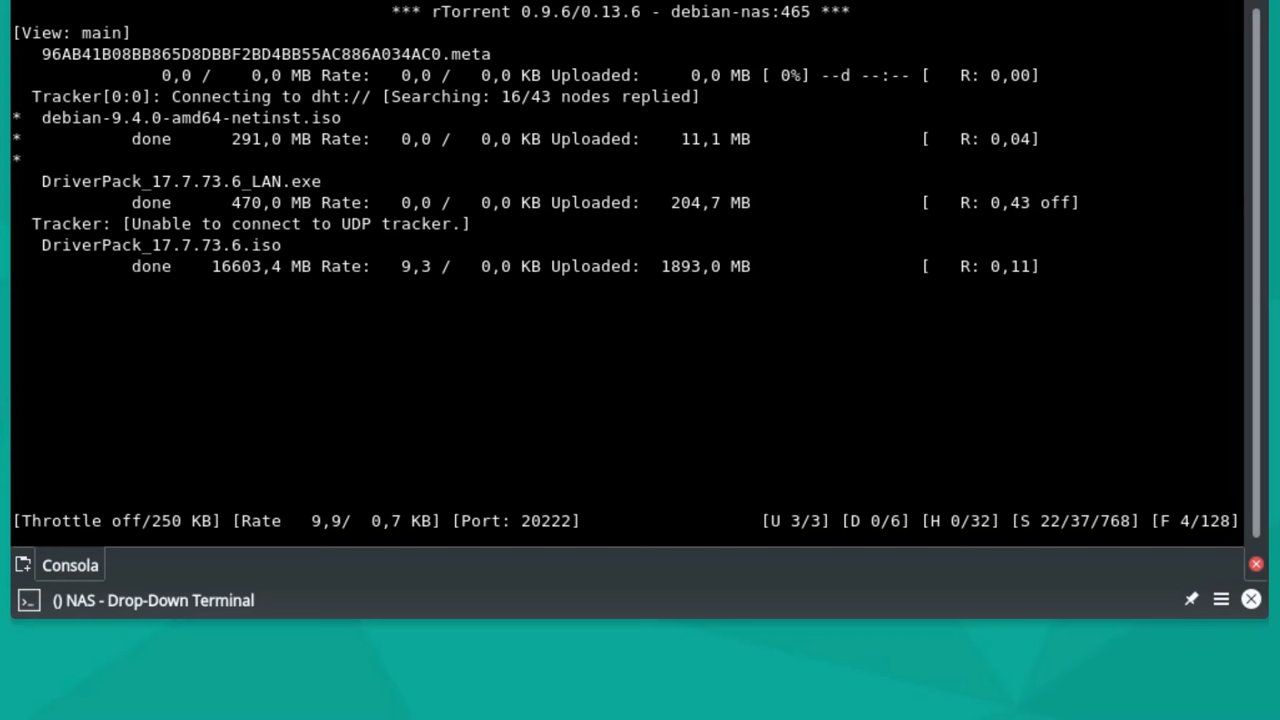 *** rTorrent 0.9.6/0.13.6 - debian-nas:465 ***
[View: main]
96AB41B08BB865D8DBBF2BD4BB55AC886A034AC0.meta
0,0 / 0,0 MB Rate: 0,0 / 0,0 KB Uploaded: 0,0 MB [ 0%] --d --:-- [ R: 0,00]
Tracker[0:0]: Connecting to dht:// [Searching: 16/43 nodes replied]
* debian-9.4.0-amd64-netinst.iso
* done 291,0 MB Rate: 0,0 / 0,0 KB Uploaded: 11,1 MB [ R: 0,04]
*
DriverPack_17.7.73.6_LAN.exe
done 470,0 MB Rate: 0,0 / 0,0 KB Uploaded: 204,7 MB [ R: 0,43 off]
Tracker: [Unable to connect to UDP tracker.]
DriverPack_17.7.73.6.iso
done 16603,4 MB Rate: 9,3 / 0,0 KB Uploaded: 1893,0 MB [ R: 0,11]
[Throttle off/250 KB] [Rate 9,9/ 0,7 KB] [Port: 20222] [U 3/3] [D 0/6] [H 0/32] [S 22/37/768] [F 4/128]
Consola
() NAS - Drop-Down Terminal